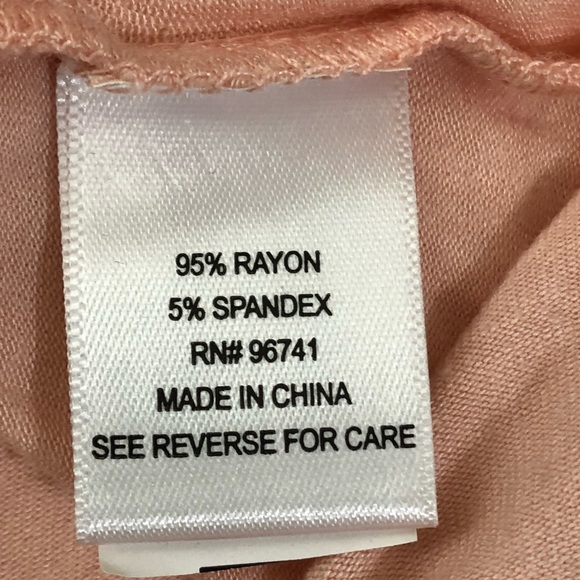 95% RAYON
5% SPANDEX
RN# 96741
MADE IN CHINA
SEE REVERSE FOR CARE